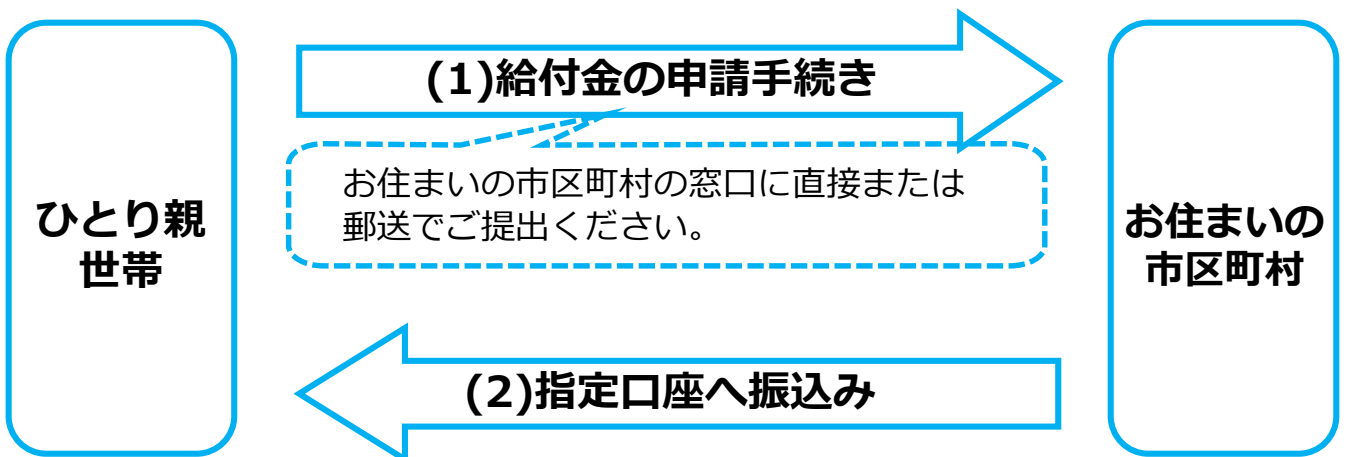 (1)給付金の申請手続き
お住まいの市区町村の窓口に直接または
郵送でご提出ください。
ひとり親
世帯
お住まいの
市区町村
(2)指定口座へ振込み